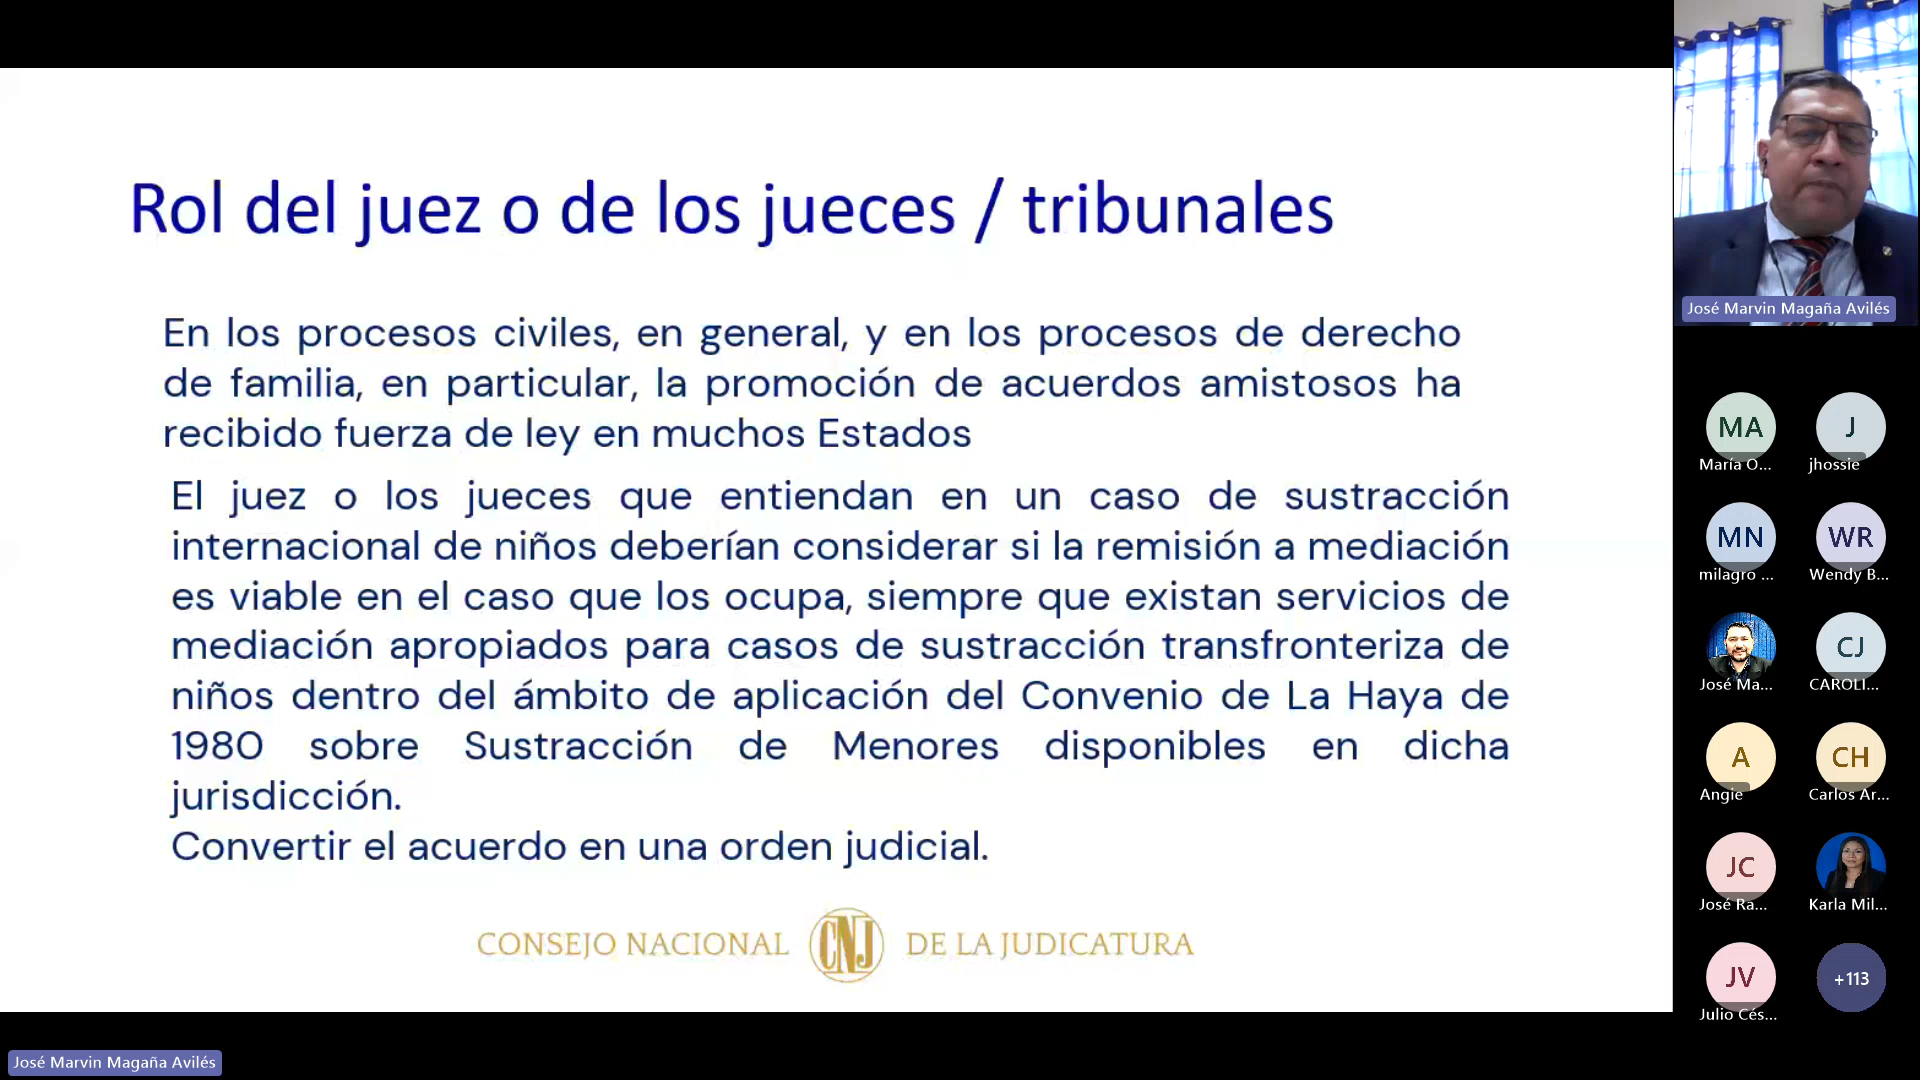 Rol del juez o de los jueces / tribunales
En los procesos civiles, en general, y en los procesos de derecho
de familia, en particular, la promoción de acuerdos amistosos ha
recibido fuerza de ley en muchos Estados
El juez o los jueces que entiendan en un caso de sustracción
internacional de niños deberían considerar si la remisión a mediación
es viable en el caso que los ocupa, siempre que existan servicios de
mediación apropiados para casos de sustracción transfronteriza de
niños dentro del ámbito de aplicación del Convenio de La Haya de
1980 sobre Sustracción de Menores disponibles en dicha
jurisdicción.
Convertir el acuerdo en una orden judicial.
CONSEJO NACIONAL CNJ DE LA JUDICATURA
José Marvin Magaña Avilés
José Marvin Magaña Avilés
MA J
María O... jhossie
MN WR
milagro ... Wendy B...
CJ
José Ma... CAROLI...
A CH
Angie Carlos Ar...
JC
José Ra... Karla Mil...
JV +113
Julio Cés...